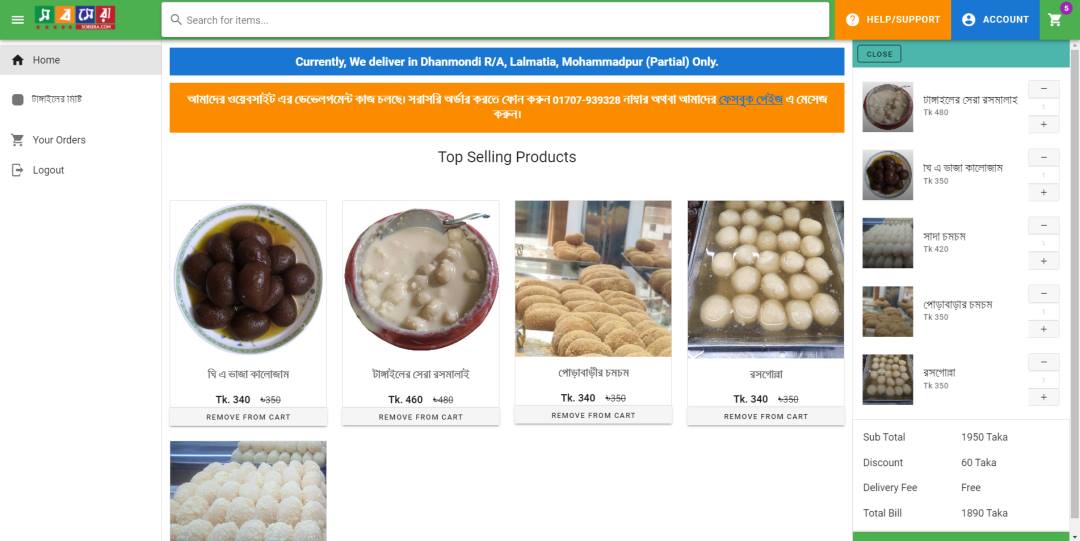 সবসেরা
SOBSERA.COM
Search for items...
HELP/SUPPORT
ACCOUNT
5
Home
টাঙ্গাইলের মিষ্টি
Your Orders
Logout
Currently, We deliver in Dhanmondi R/A, Lalmatia, Mohammadpur (Partial) Only.
আমাদের ওয়েবসাইট এর ডেভেলপমেন্ট কাজ চলছে। সরাসরি অর্ডার করতে ফোন করুন 01707-939328 নাম্বার অথবা আমাদের ফেসবুক পেইজ এ মেসেজ
করুন।
Top Selling Products
ঘি এ ভাজা কালোজাম
Tk. 340 ৳350
REMOVE FROM CART
টাঙ্গাইলের সেরা রসমালাই
Tk. 460 ৳480
REMOVE FROM CART
পোড়াবাড়ীর চমচম
Tk. 340 ৳350
REMOVE FROM CART
রসগোল্লা
Tk. 340 ৳350
REMOVE FROM CART
CLOSE
টাঙ্গাইলের সেরা রসমালাই
Tk 480
−
1
+
ঘি এ ভাজা কালোজাম
Tk 350
−
1
+
সাদা চমচম
Tk 420
−
1
+
পোড়াবাড়ীর চমচম
Tk 350
−
1
+
রসগোল্লা
Tk 350
−
1
+
Sub Total 1950 Taka
Discount 60 Taka
Delivery Fee Free
Total Bill 1890 Taka